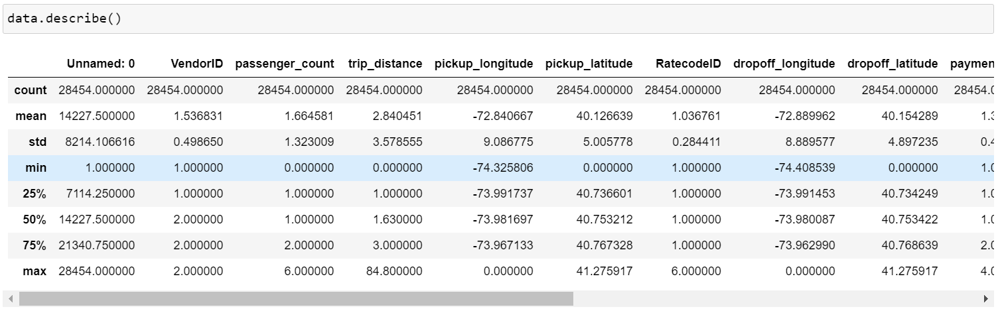 data.describe()
Unnamed: 0 VendorID passenger_count trip_distance pickup_longitude pickup_latitude RatecodeID dropoff_longitude dropoff_latitude paymen
count 28454.000000 28454.000000 28454.000000 28454.000000 28454.000000 28454.000000 28454.000000 28454.000000 28454.000000 28454.0
mean 14227.500000 1.536831 1.664581 2.840451 -72.840667 40.126639 1.036761 -72.889962 40.154289 1.3
std 8214.106616 0.498650 1.323009 3.578555 9.086775 5.005778 0.284411 8.889577 4.897235 0.4
min 1.000000 1.000000 0.000000 0.000000 -74.325806 0.000000 1.000000 -74.408539 0.000000 1.0
25% 7114.250000 1.000000 1.000000 1.000000 -73.991737 40.736601 1.000000 -73.991453 40.734249 1.0
50% 14227.500000 2.000000 1.000000 1.630000 -73.981697 40.753212 1.000000 -73.980087 40.753422 1.0
75% 21340.750000 2.000000 2.000000 3.000000 -73.967133 40.767328 1.000000 -73.962990 40.768639 2.0
max 28454.000000 2.000000 6.000000 84.800000 0.000000 41.275917 6.000000 0.000000 41.275917 4.0